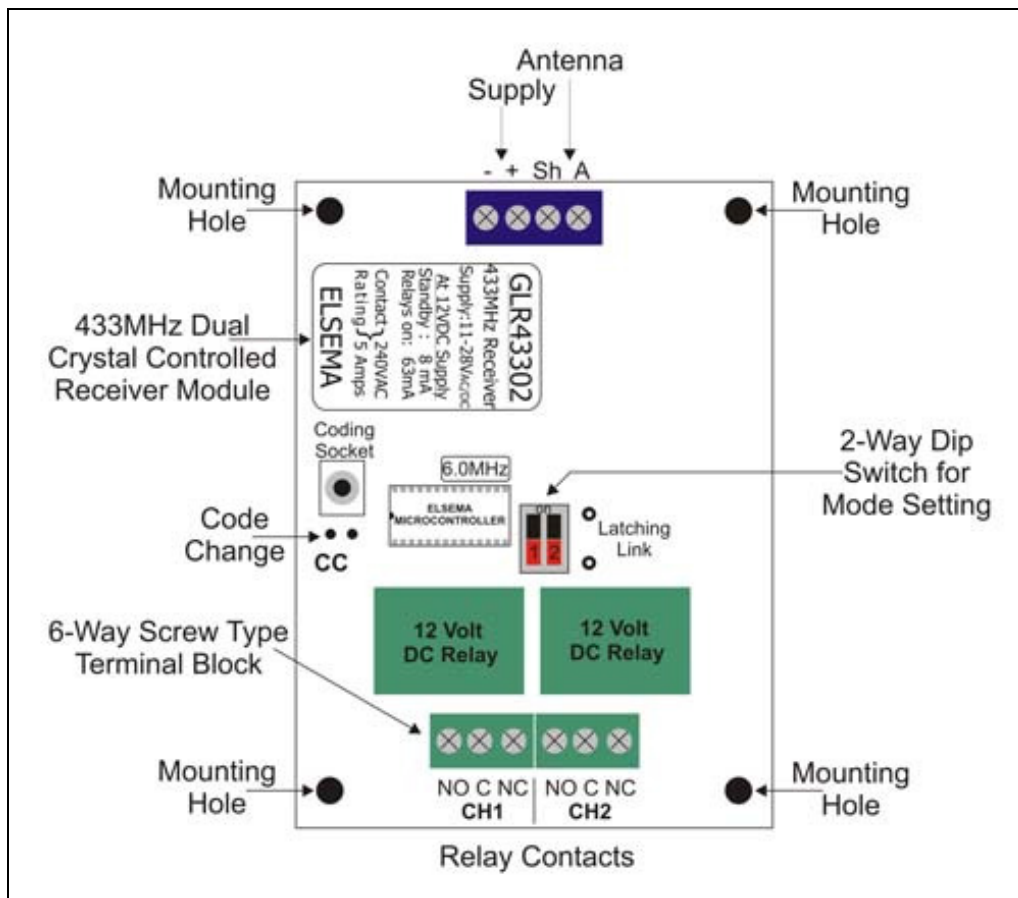 Antenna
Supply
- + Sh A
Mounting
Hole
Mounting
Hole
GLR43302
433MHz Receiver
Supply:11-28VAC/DC
At 12VDC Supply
Standby : 8 mA
Relays on: 63mA
Contact } 240VAC
Rating } 5 Amps
ELSEMA
433MHz Dual
Crystal Controlled
Receiver Module
Coding
Socket
6.0MHz
ELSEMA
MICROCONTROLLER
on
1 2
Latching
Link
2-Way Dip
Switch for
Mode Setting
Code
Change
CC
12 Volt
DC Relay
12 Volt
DC Relay
6-Way Screw Type
Terminal Block
Mounting
Hole
NO C NC NO C NC
CH1 CH2
Mounting
Hole
Relay Contacts